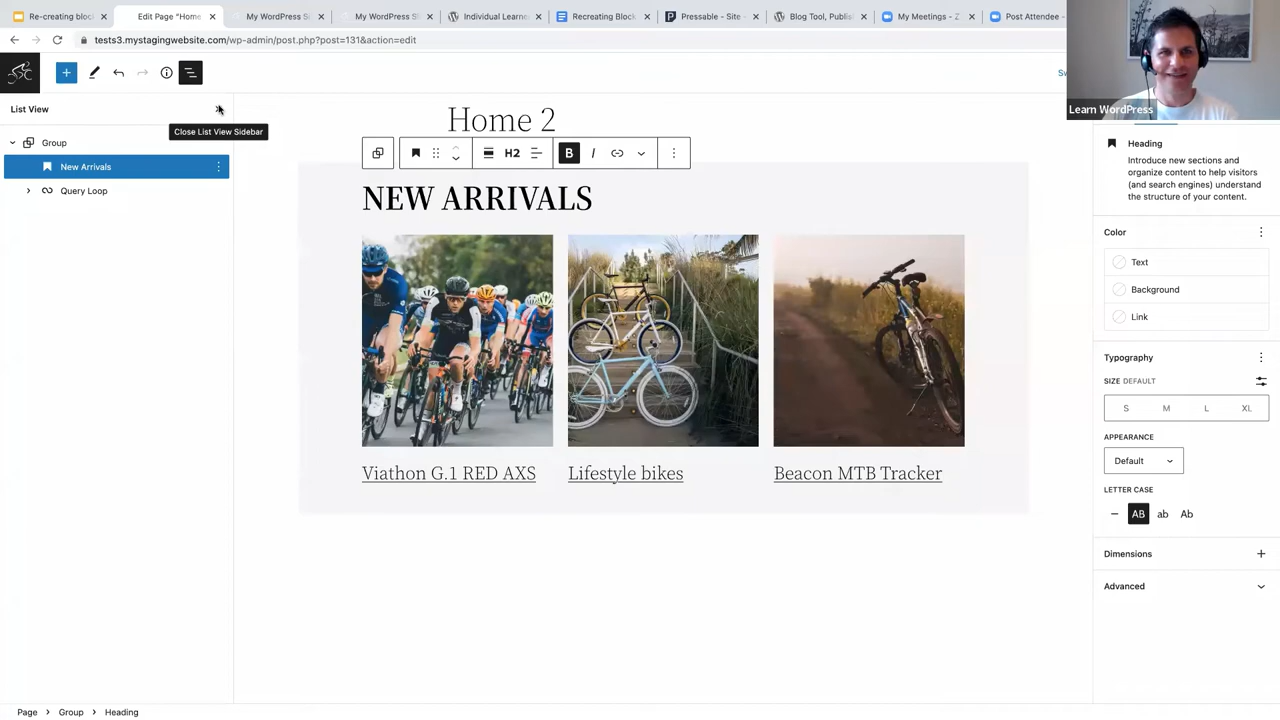 Re-creating block
Edit Page "Home
My WordPress Si
My WordPress Si
Individual Learne
Recreating Block
Pressable - Site -
Blog Tool, Publis
My Meetings - Z
Post Attendee -
tests3.mystagingwebsite.com/wp-admin/post.php?post=131&action=edit
Learn WordPress
List View
Close List View Sidebar
Group
New Arrivals
Query Loop
Home 2
H2
B
I
NEW ARRIVALS
Viathon G.1 RED AXS
Lifestyle bikes
Beacon MTB Tracker
Heading
Introduce new sections and
organize content to help visitors
(and search engines) understand
the structure of your content.
Color
Text
Background
Link
Typography
SIZE DEFAULT
S
M
L
XL
APPEARANCE
Default
LETTER CASE
AB
ab
Ab
Dimensions
Advanced
Page
Group
Heading